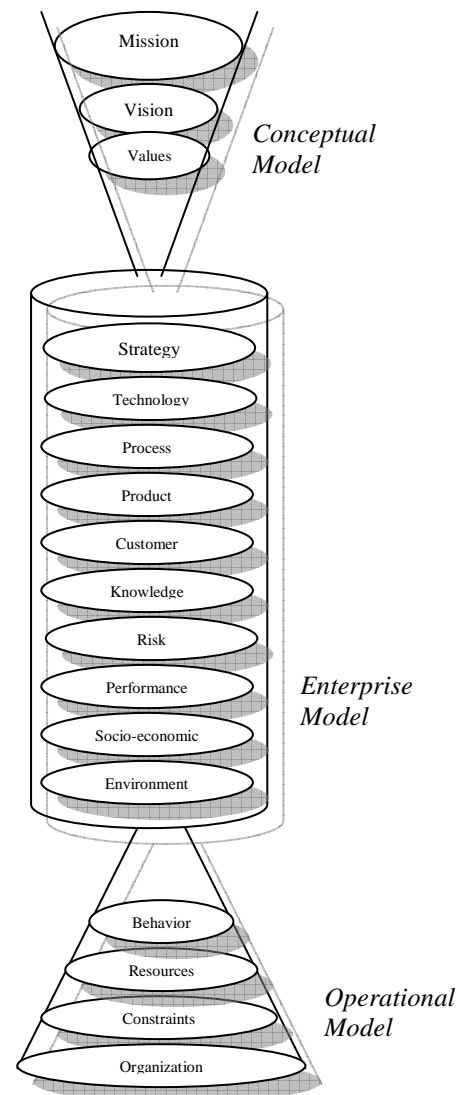 Mission
Vision
Values
Conceptual
Model
Strategy
Technology
Process
Product
Customer
Knowledge
Risk
Performance
Enterprise
Model
Socio-economic
Environment
Behavior
Resources
Constraints
Operational
Model
Organization